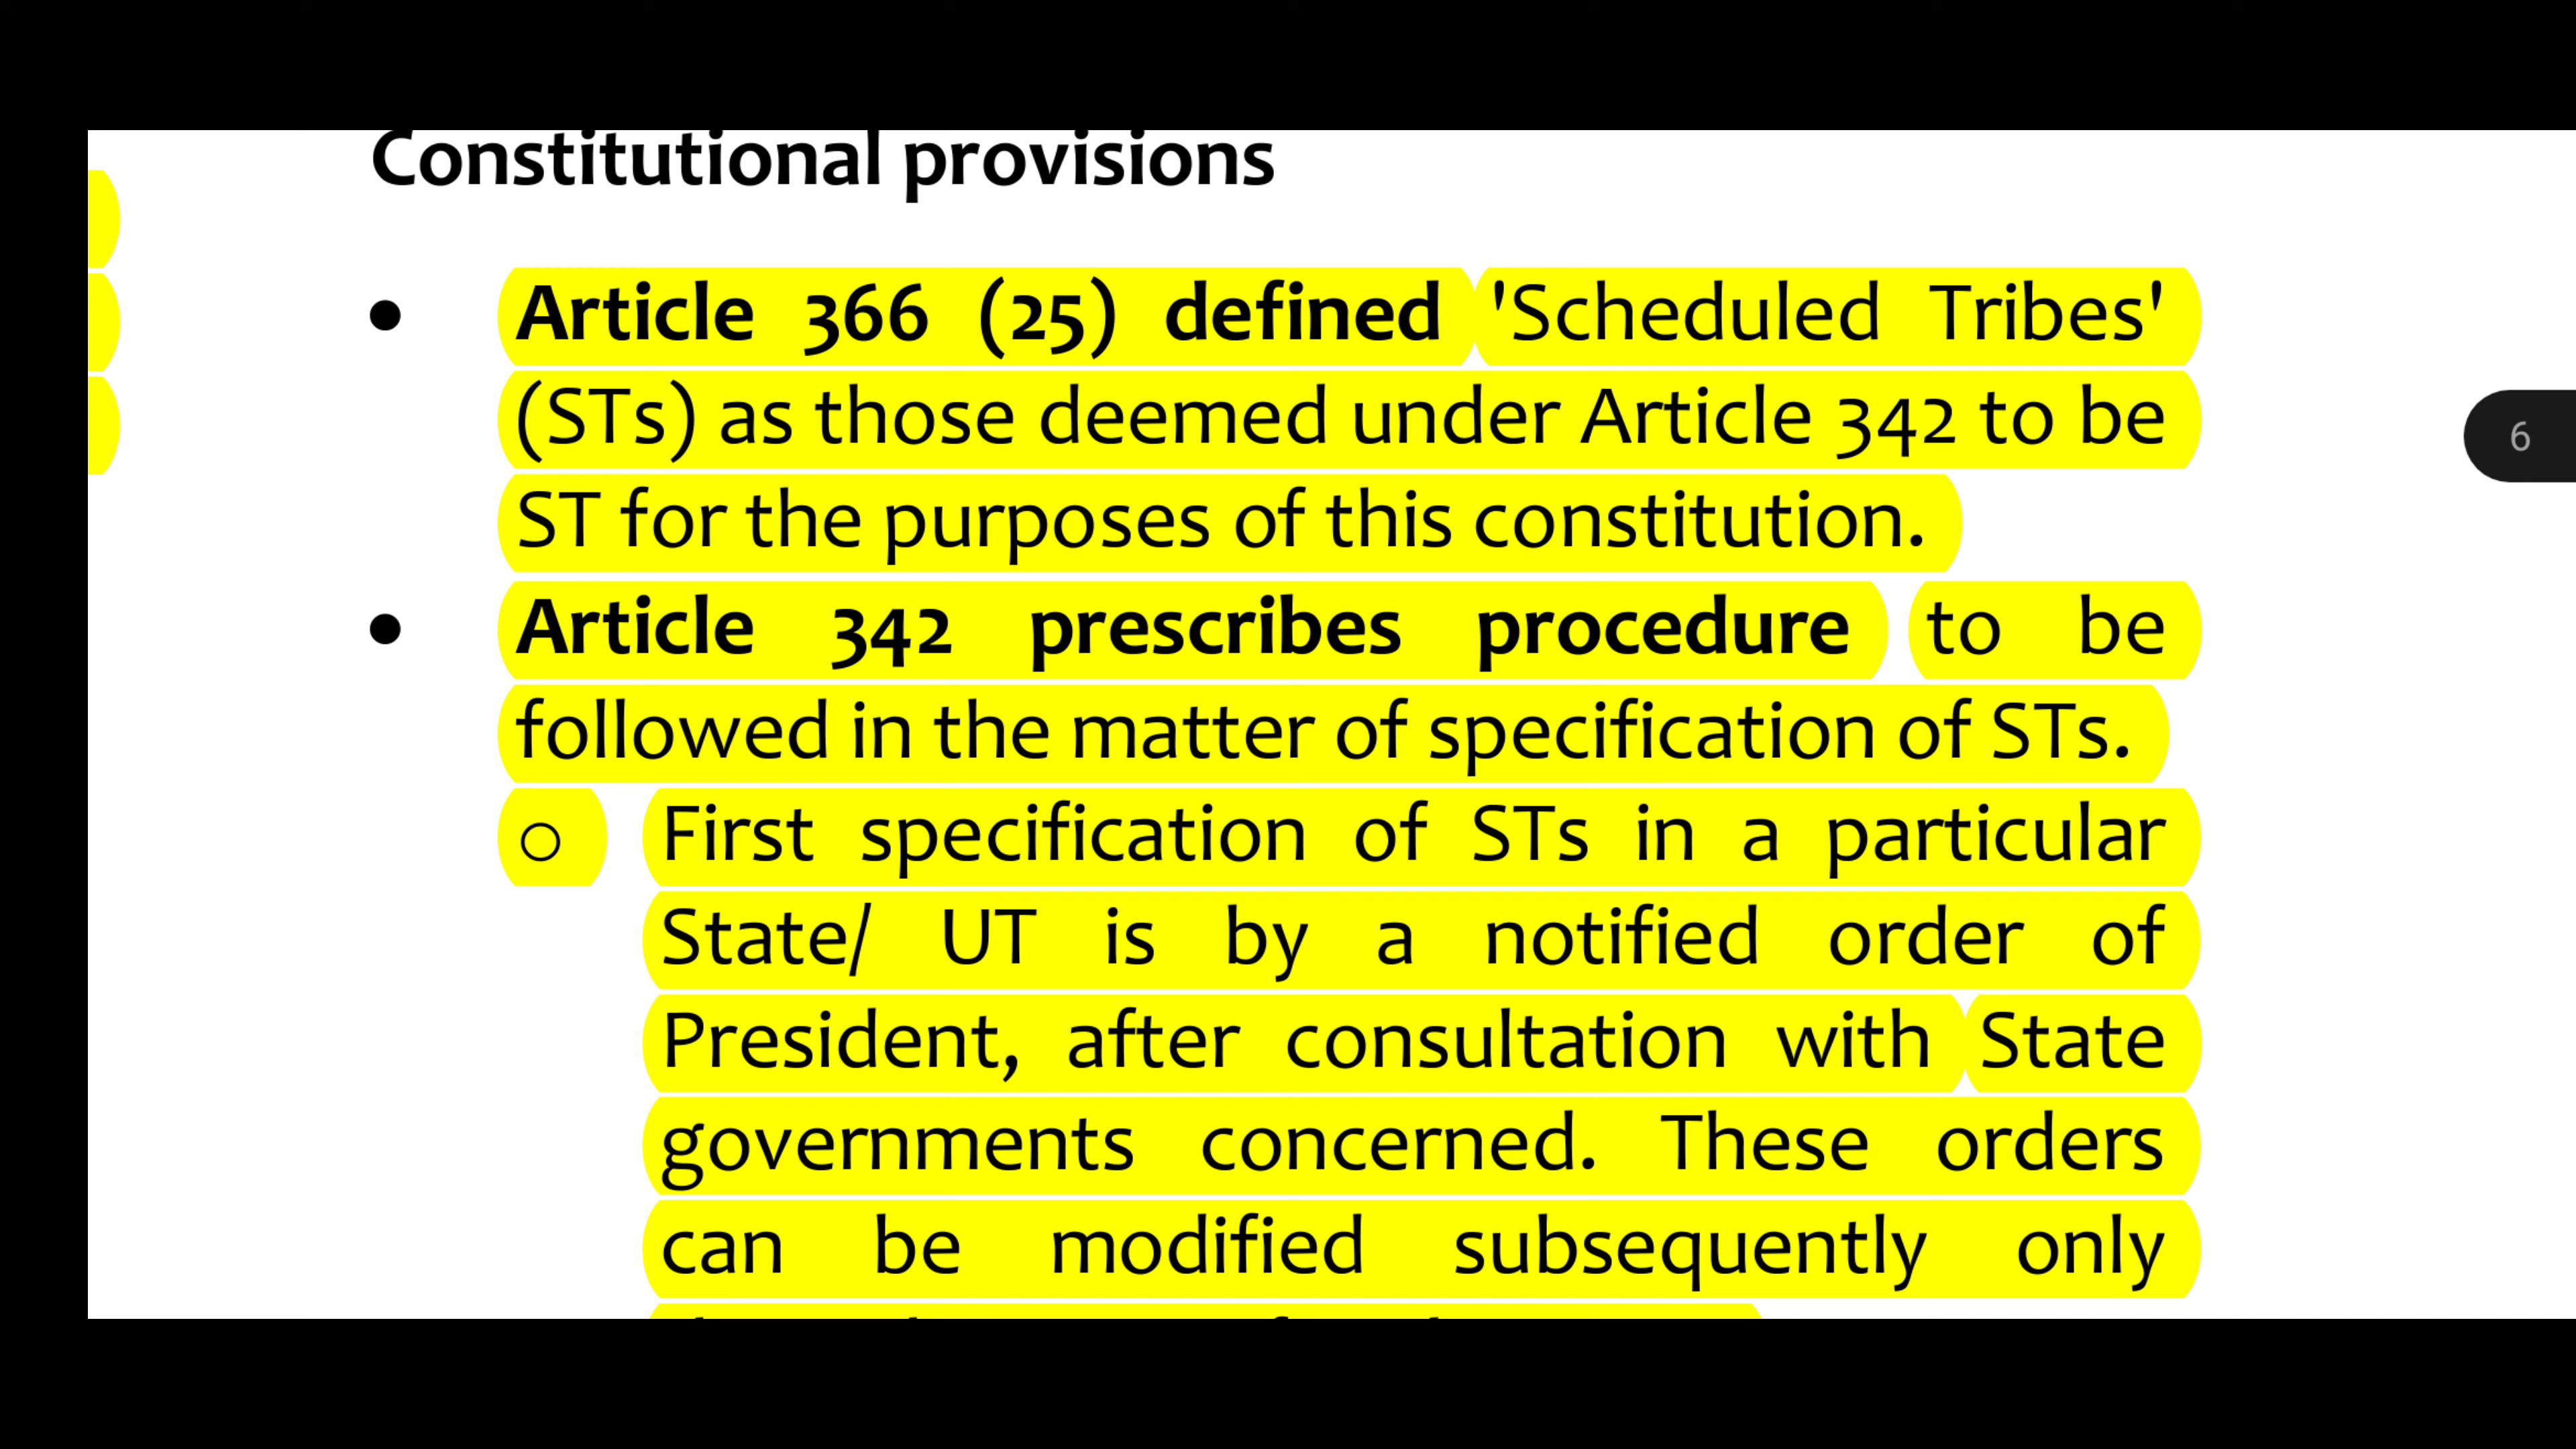 Constitutional provisions
• Article 366 (25) defined 'Scheduled Tribes'
(STs) as those deemed under Article 342 to be
ST for the purposes of this constitution.
• Article 342 prescribes procedure to be
followed in the matter of specification of STs.
o First specification of STs in a particular
State/ UT is by a notified order of
President, after consultation with State
governments concerned. These orders
can be modified subsequently only
6